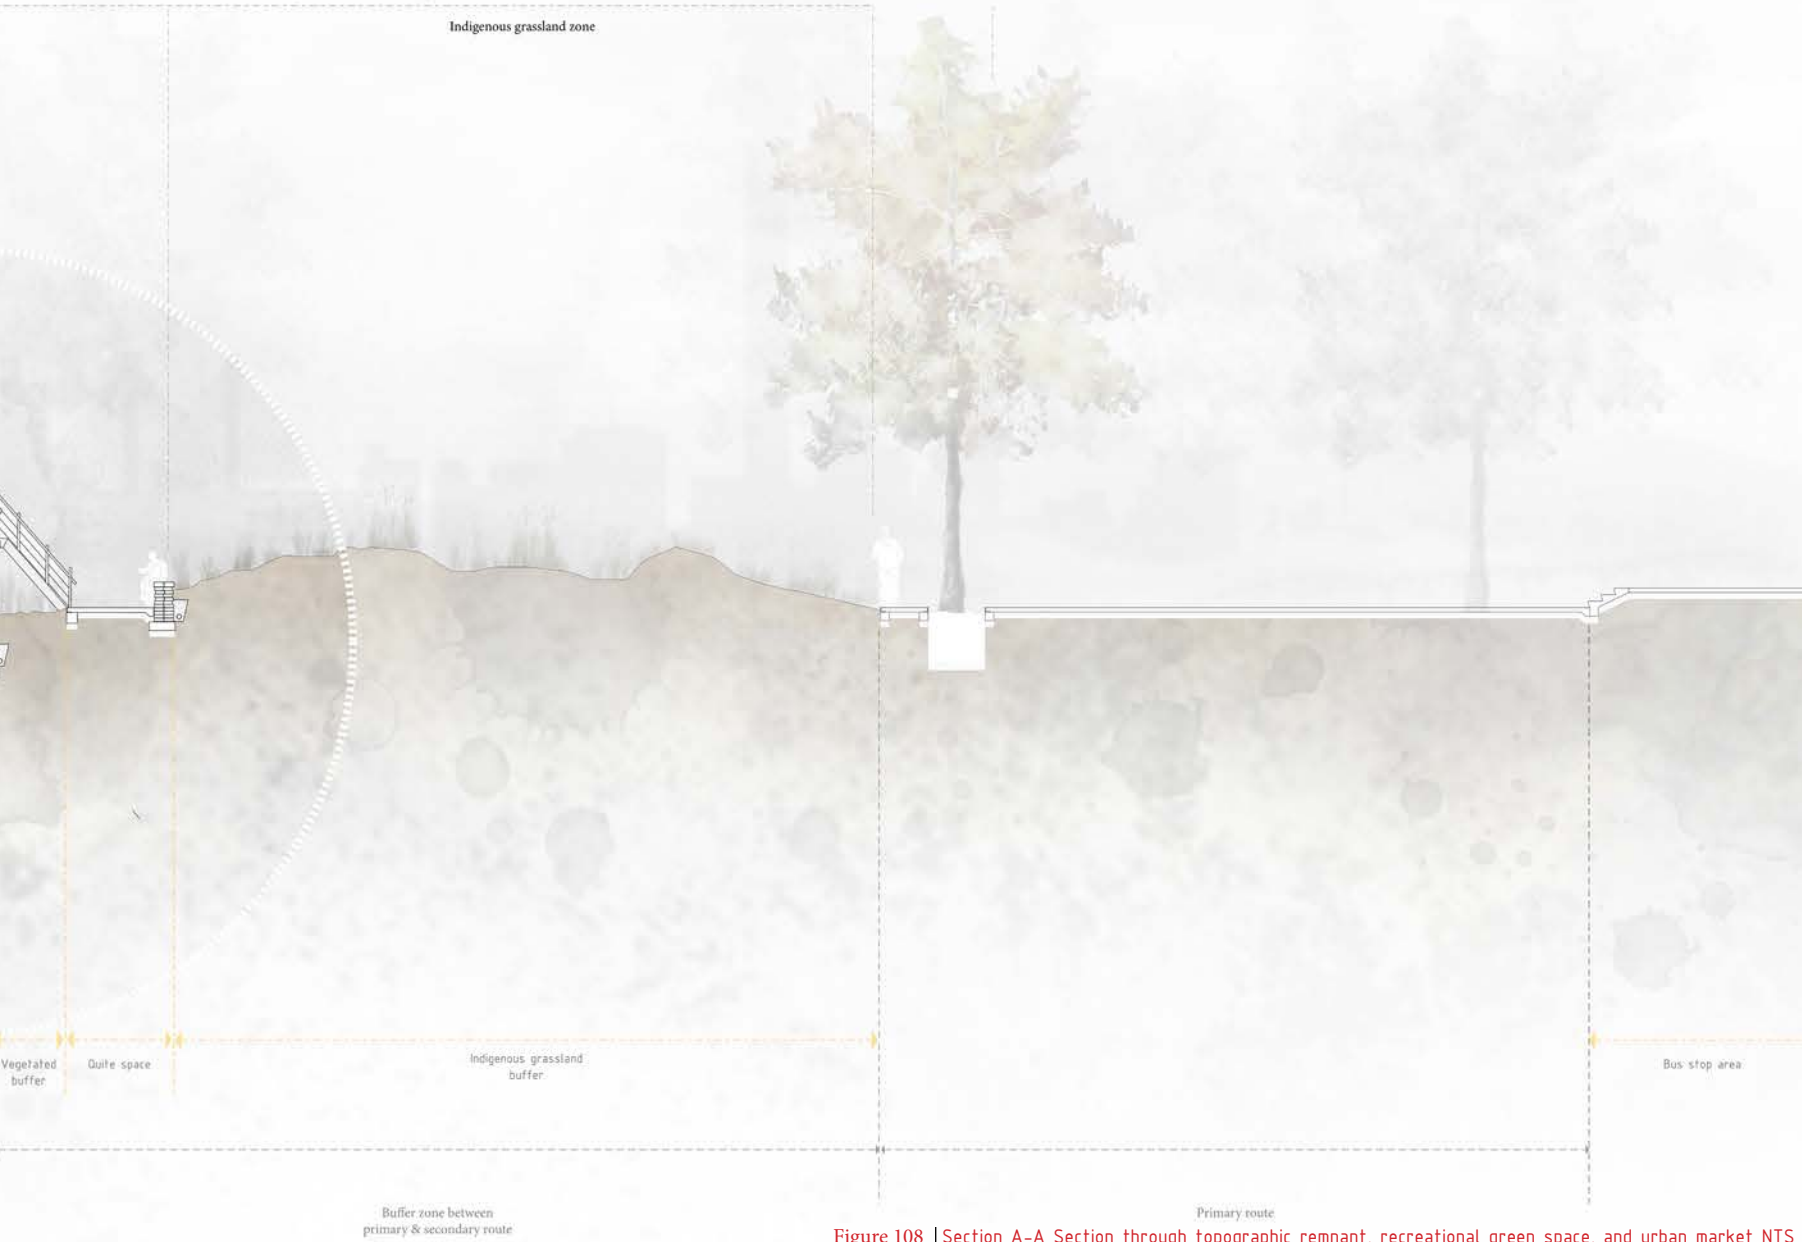 Indigenous grassland zone
Vegetated
buffer
Quite space
Indigenous grassland
buffer
Bus stop area
Buffer zone between
primary & secondary route
Primary route
Figure 108 | Section A-A Section through topographic remnant, recreational green space, and urban market NTS